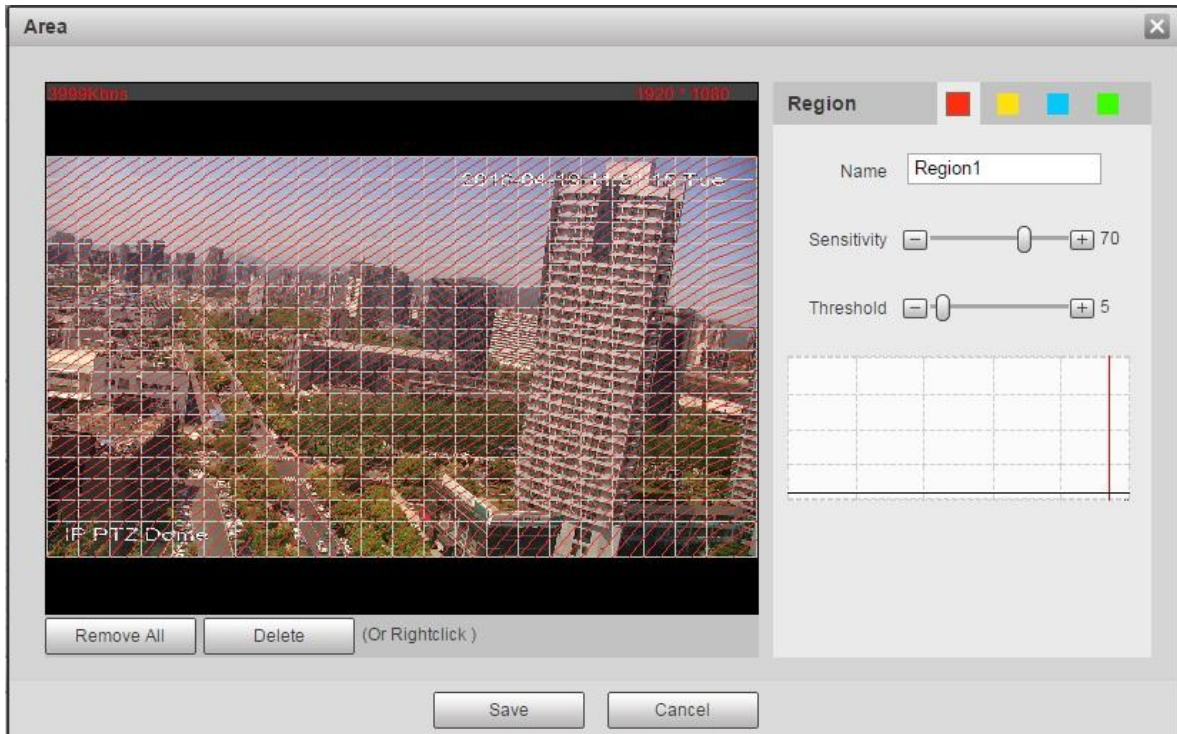 Area
3999Kbps
1920 * 1080
Tue
IP PTZ Dome
Remove All
Delete
(Or Rightclick )
Region
Name
Region1
Sensitivity
70
Threshold
5
Save
Cancel